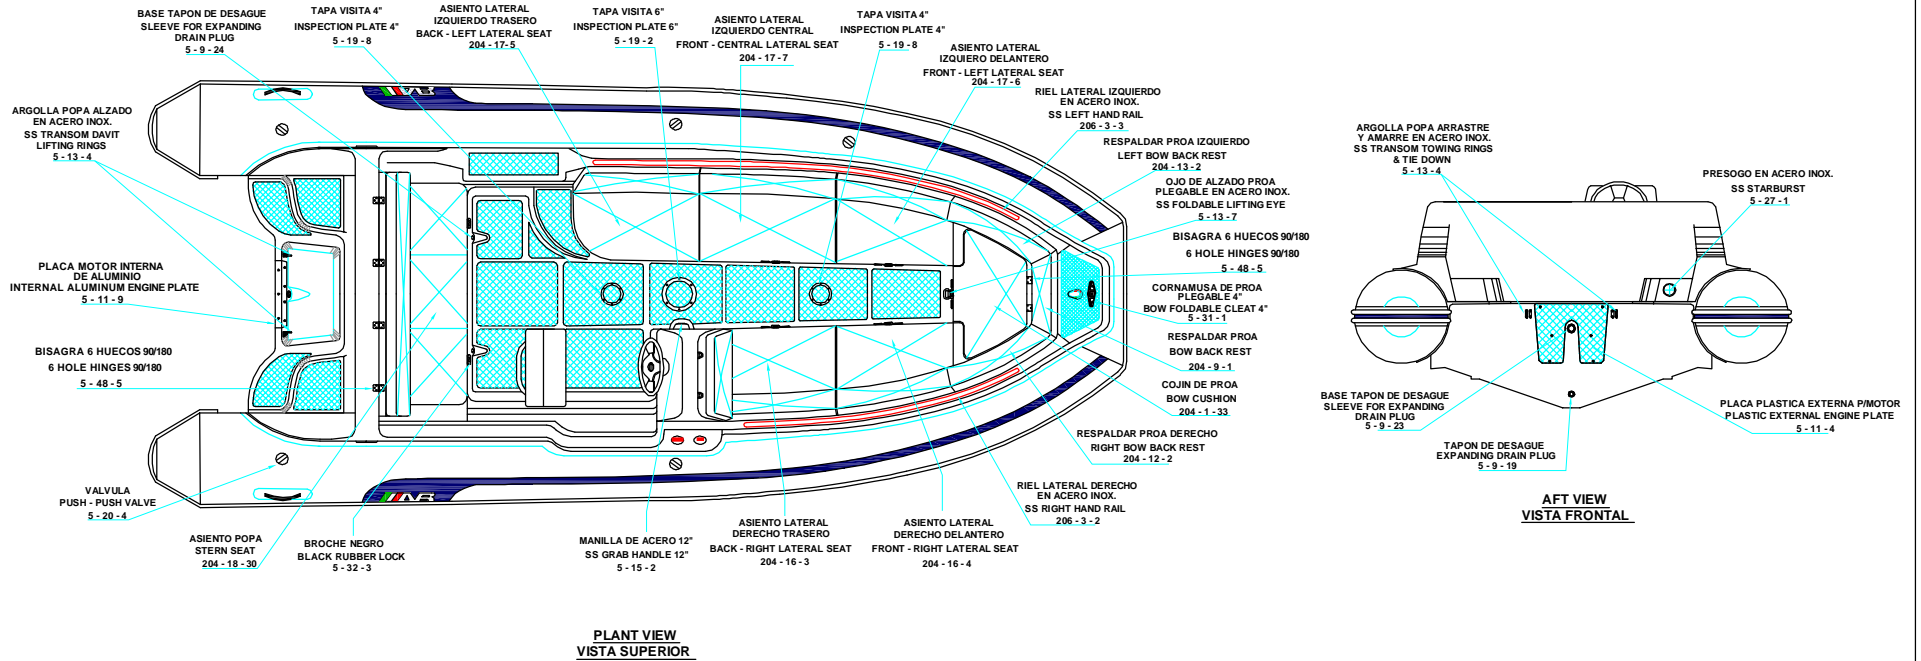 BASE TAPON DE DESAGUE
SLEEVE FOR EXPANDING
DRAIN PLUG
5 - 9 - 24
TAPA VISITA 4"
INSPECTION PLATE 4"
5 - 19 - 8
ASIENTO LATERAL
IZQUIERDO TRASERO
BACK - LEFT LATERAL SEAT
204 - 17- 5
TAPA VISITA 6"
INSPECTION PLATE 6"
5 - 19 - 2
ASIENTO LATERAL
IZQUIERDO CENTRAL
FRONT - CENTRAL LATERAL SEAT
204 - 17 - 7
TAPA VISITA 4"
INSPECTION PLATE 4"
5 - 19 - 8
ASIENTO LATERAL
IZQUIERO DELANTERO
FRONT - LEFT LATERAL SEAT
204 - 17 - 6
RIEL LATERAL IZQUIERDO
EN ACERO INOX.
SS LEFT HAND RAIL
206 - 3 - 3
RESPALDAR PROA IZQUIERDO
LEFT BOW BACK REST
204 - 13 - 2
OJO DE ALZADO PROA
PLEGABLE EN ACERO INOX.
SS FOLDABLE LIFTING EYE
5 - 13 - 7
BISAGRA 6 HUECOS 90/180
6 HOLE HINGES 90/180
5 - 48 - 5
CORNAMUSA DE PROA
PLEGABLE 4"
BOW FOLDABLE CLEAT 4"
5 - 31 - 1
RESPALDAR PROA
BOW BACK REST
204 - 9 - 1
COJIN DE PROA
BOW CUSHION
204 - 1 - 33
RESPALDAR PROA DERECHO
RIGHT BOW BACK REST
204 - 12 - 2
RIEL LATERAL DERECHO
EN ACERO INOX.
SS RIGHT HAND RAIL
206 - 3 - 2
ARGOLLA POPA ALZADO
EN ACERO INOX.
SS TRANSOM DAVIT
LIFTING RINGS
5 - 13 - 4
PLACA MOTOR INTERNA
DE ALUMINIO
INTERNAL ALUMINUM ENGINE PLATE
5 - 11 - 9
BISAGRA 6 HUECOS 90/180
6 HOLE HINGES 90/180
5 - 48 - 5
VALVULA
PUSH - PUSH VALVE
5 - 20 - 4
ASIENTO POPA
STERN SEAT
204 - 18 - 30
BROCHE NEGRO
BLACK RUBBER LOCK
5 - 32 - 3
MANILLA DE ACERO 12"
SS GRAB HANDLE 12"
5 - 15 - 2
ASIENTO LATERAL
DERECHO TRASERO
BACK - RIGHT LATERAL SEAT
204 - 16 - 3
ASIENTO LATERAL
DERECHO DELANTERO
FRONT - RIGHT LATERAL SEAT
204 - 16 - 4
PLANT VIEW
VISTA SUPERIOR
ARGOLLA POPA ARRASTRE
Y AMARRE EN ACERO INOX.
SS TRANSOM TOWING RINGS
& TIE DOWN
5 - 13 - 4
PRESOGO EN ACERO INOX.
SS STARBURST
5 - 27 - 1
BASE TAPON DE DESAGUE
SLEEVE FOR EXPANDING
DRAIN PLUG
5 - 9 - 23
TAPON DE DESAGUE
EXPANDING DRAIN PLUG
5 - 9 - 19
PLACA PLASTICA EXTERNA P/MOTOR
PLASTIC EXTERNAL ENGINE PLATE
5 - 11 - 4
AFT VIEW
VISTA FRONTAL